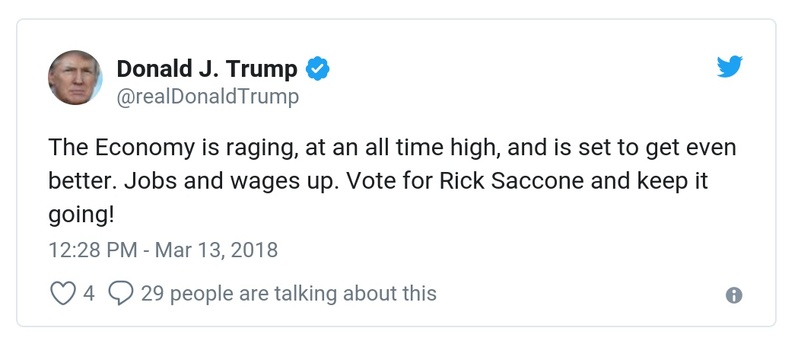 Donald J. Trump
@realDonaldTrump
The Economy is raging, at an all time high, and is set to get even
better. Jobs and wages up. Vote for Rick Saccone and keep it
going!
12:28 PM - Mar 13, 2018
4 29 people are talking about this